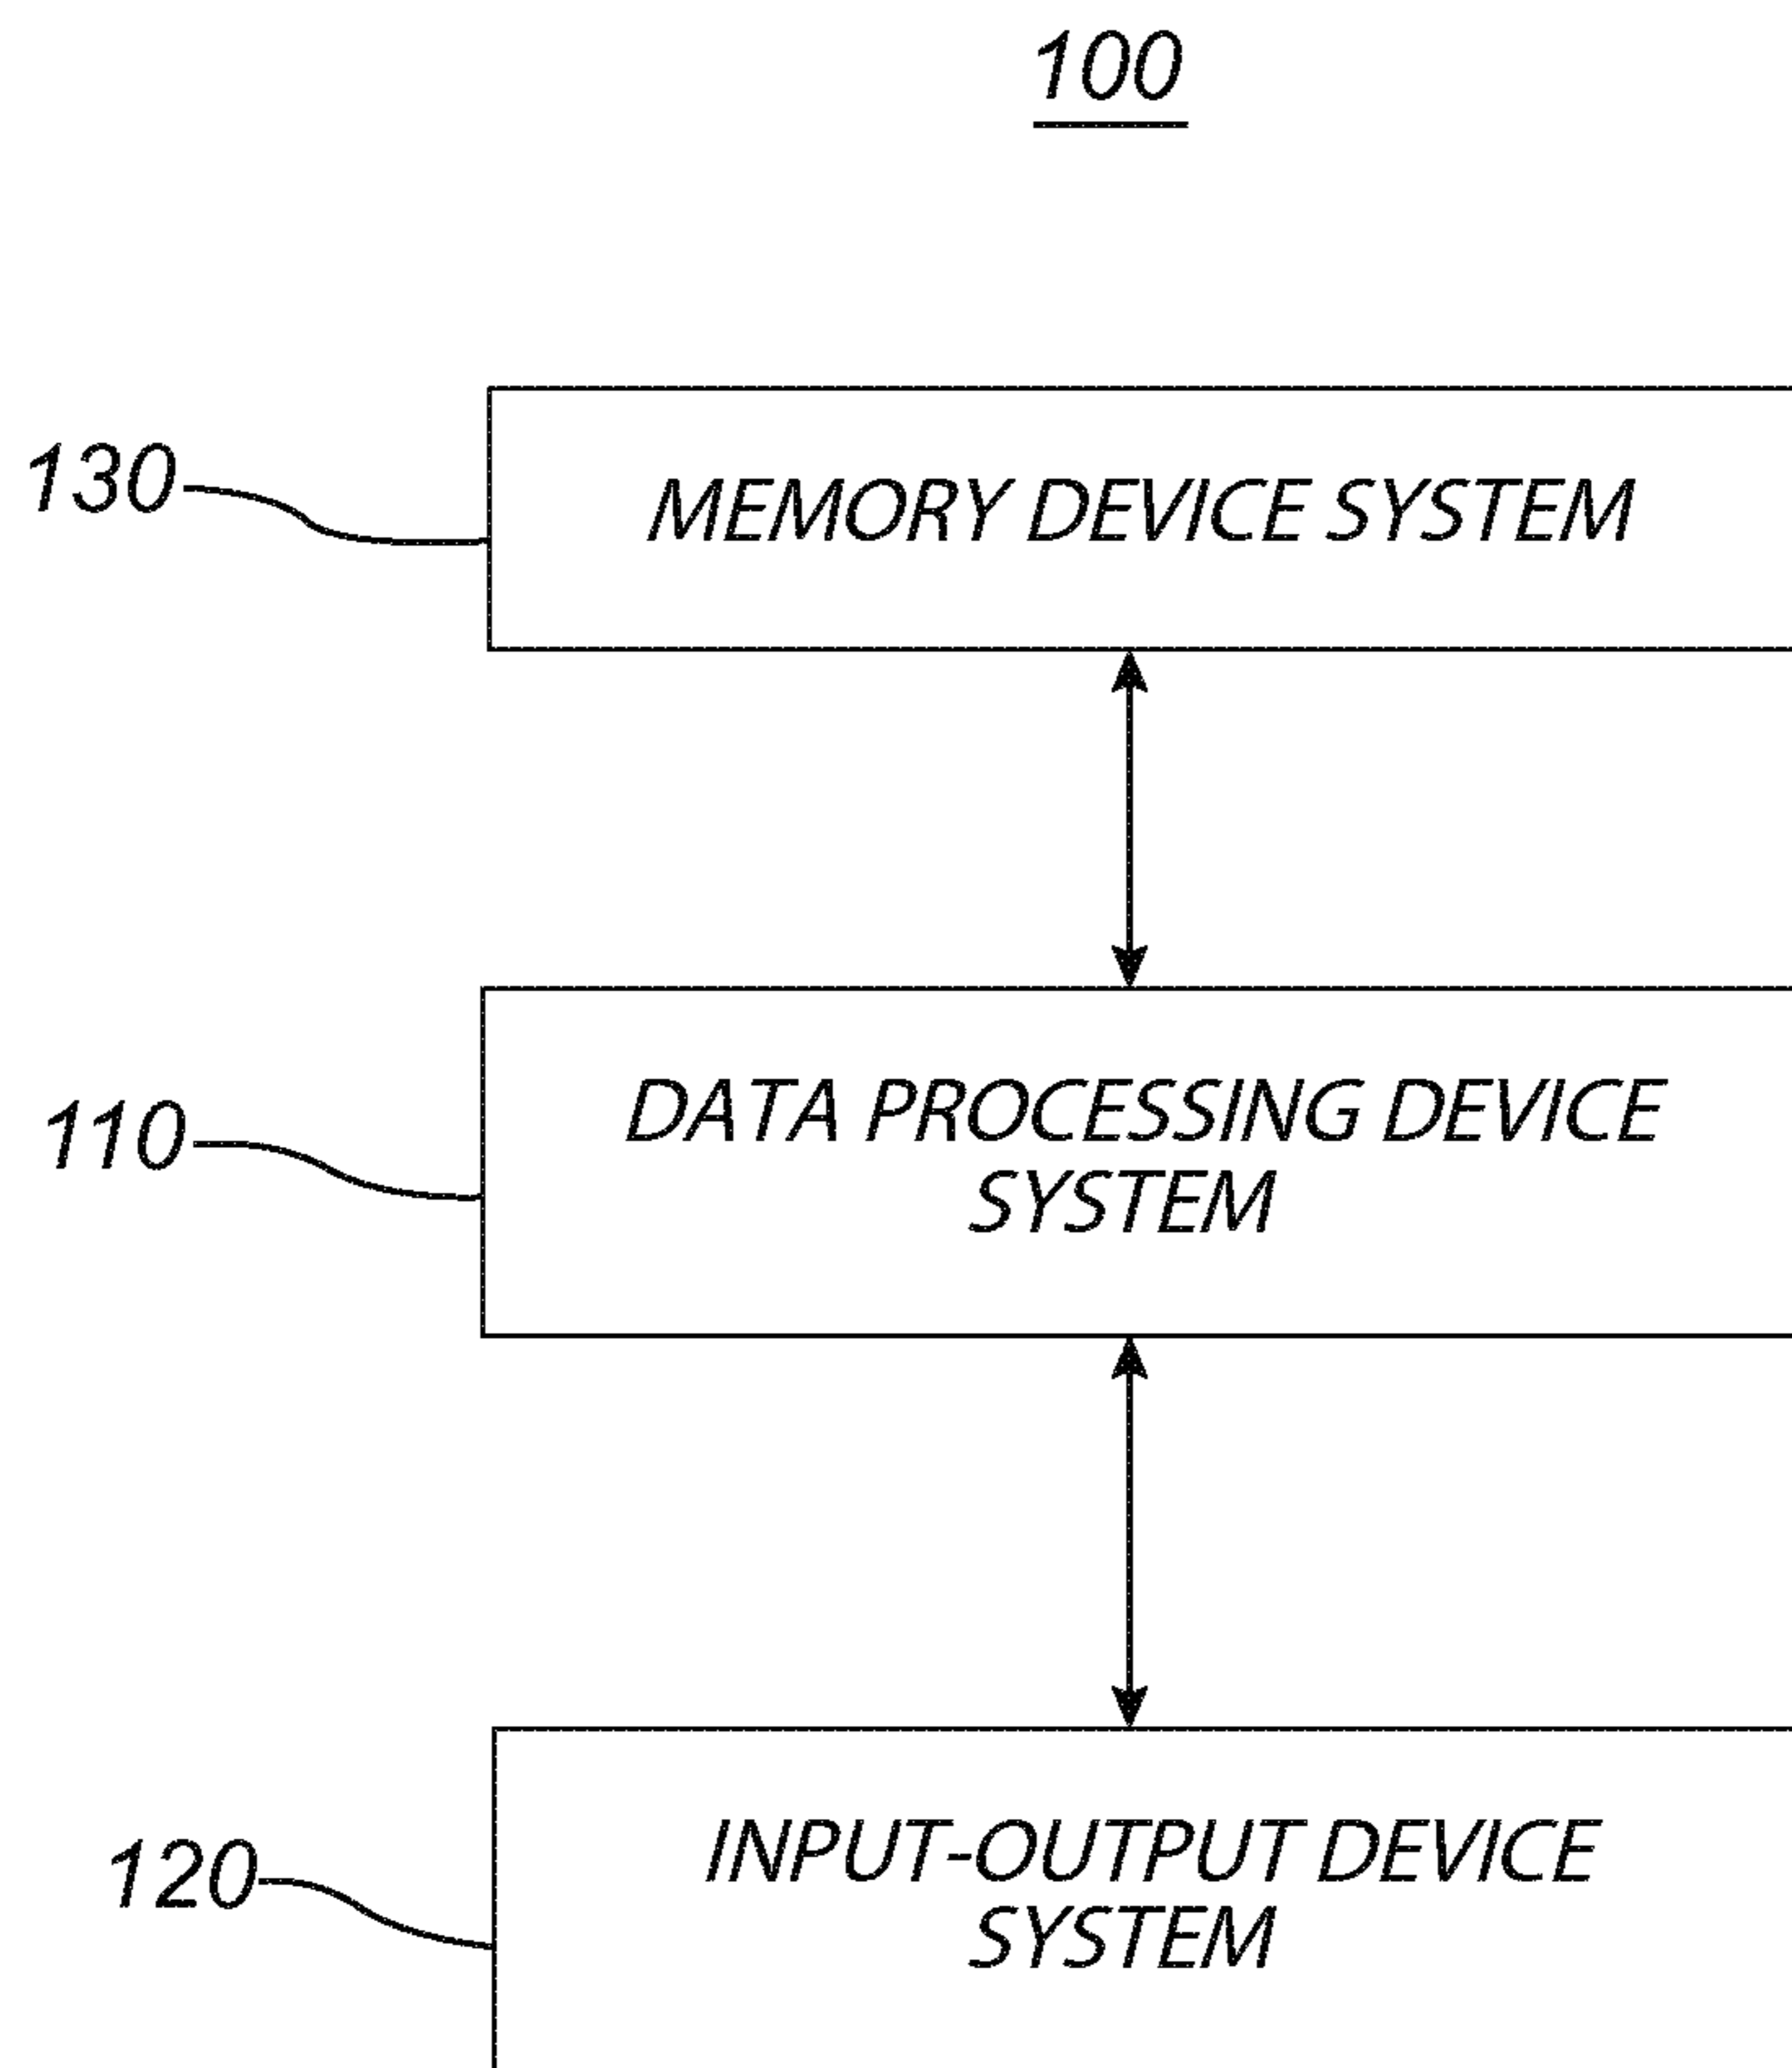 100
130
MEMORY DEVICE SYSTEM
110
DATA PROCESSING DEVICE
SYSTEM
120
INPUT-OUTPUT DEVICE
SYSTEM